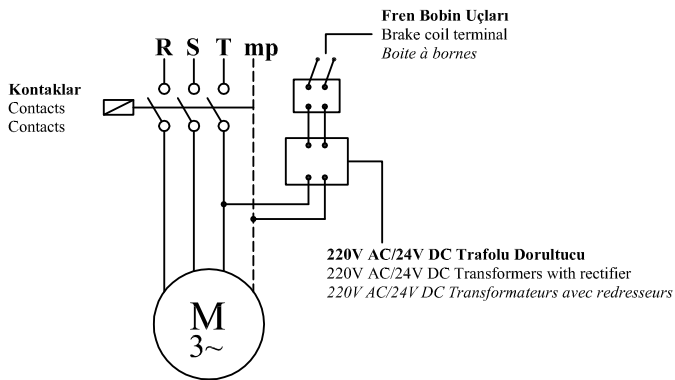 Fren Bobin Uçları
Brake coil terminal
Boite à bornes
R S T mp
Kontaklar
Contacts
Contacts
220V AC/24V DC Trafolu Dorultucu
220V AC/24V DC Transformers with rectifier
220V AC/24V DC Transformateurs avec redresseurs
M
3~